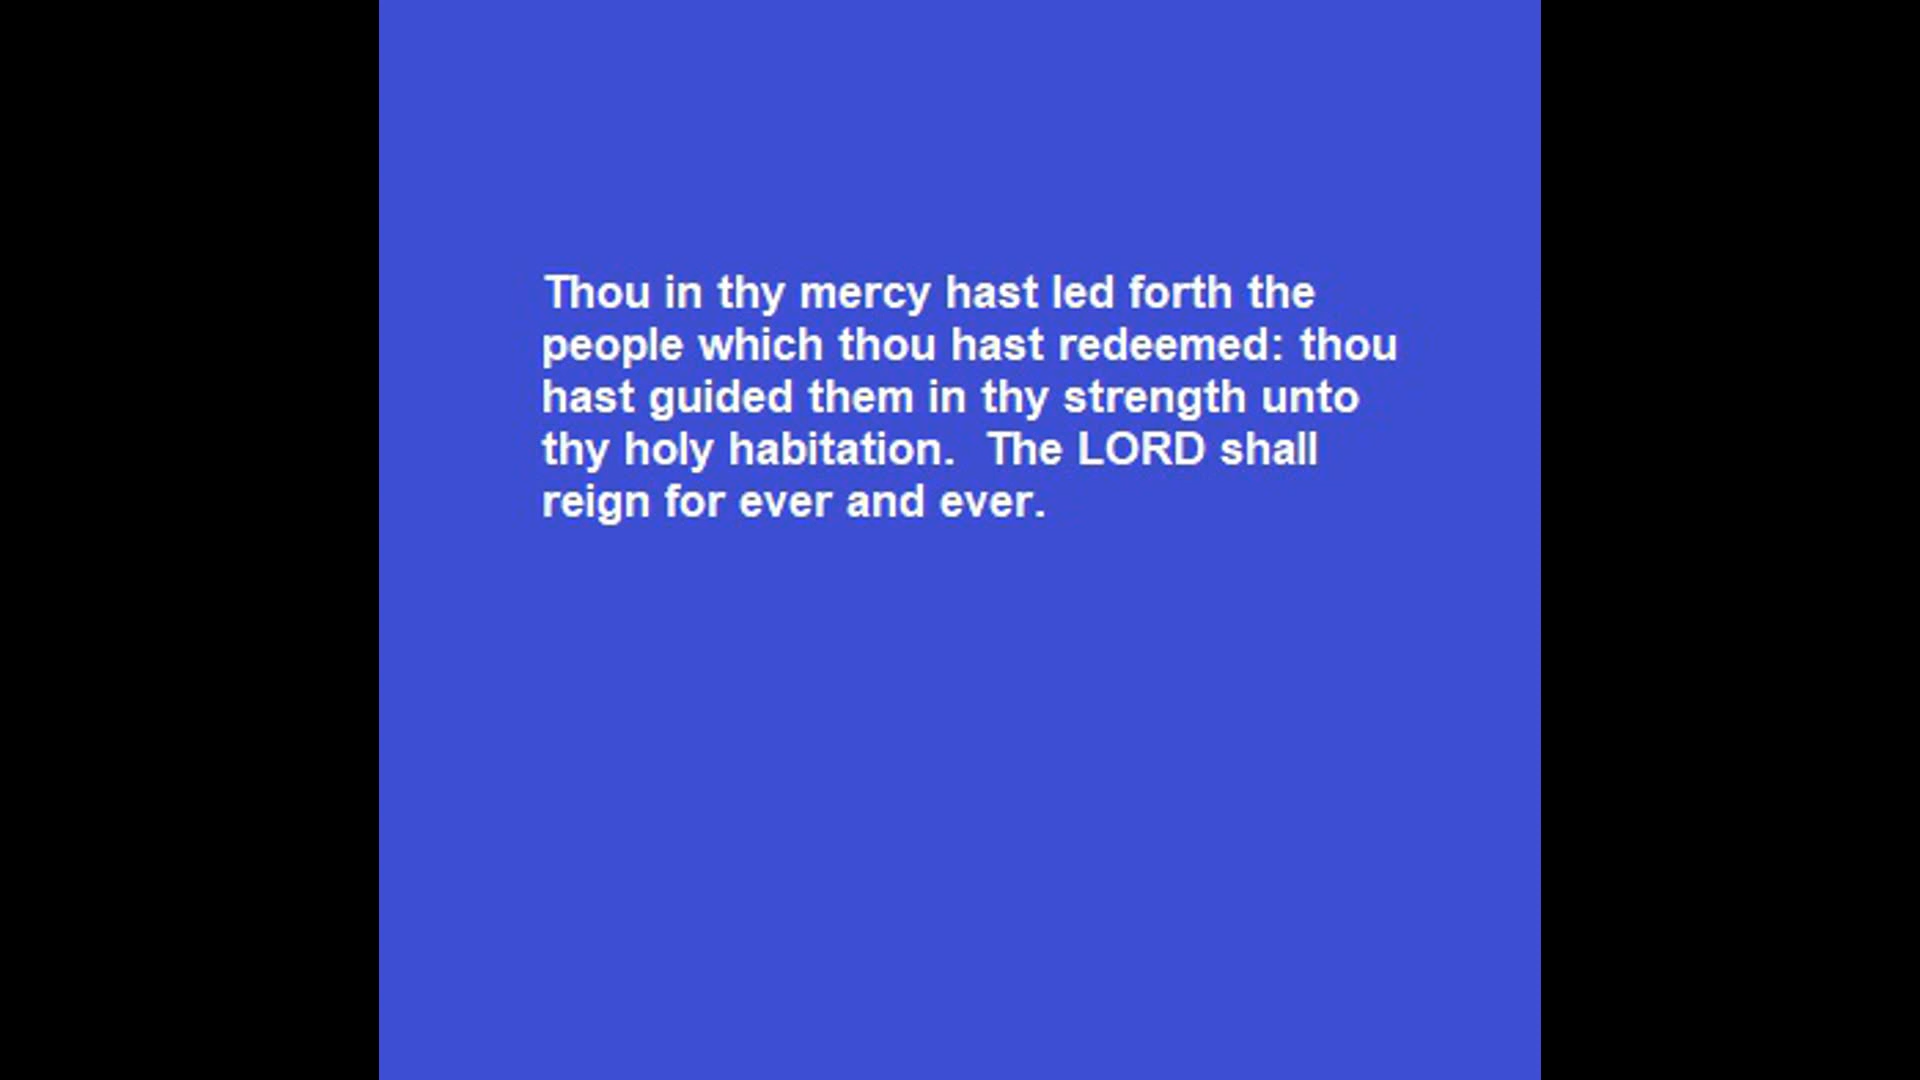 Thou in thy mercy hast led forth the
people which thou hast redeemed: thou
hast guided them in thy strength unto
thy holy habitation.  The LORD shall
reign for ever and ever.